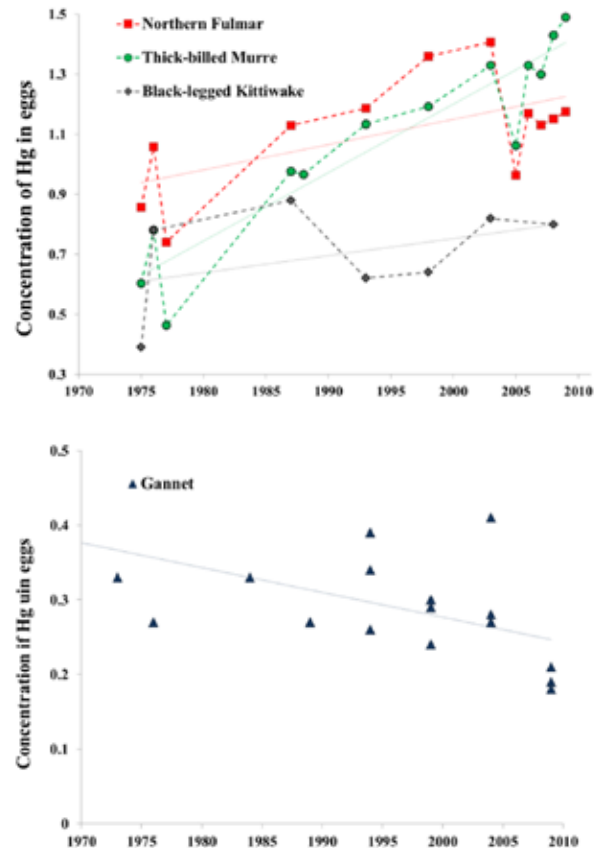 Northern Fulmar
Thick-billed Murre
Black-legged Kittiwake
Concentration of Hg in eggs
1.5
1.3
1.1
0.9
0.7
0.5
0.3
1970 1975 1980 1985 1990 1995 2000 2005 2010
Gannet
Concentration if Hg uin eggs
0.5
0.4
0.3
0.2
0.1
0
1970 1975 1980 1985 1990 1995 2000 2005 2010